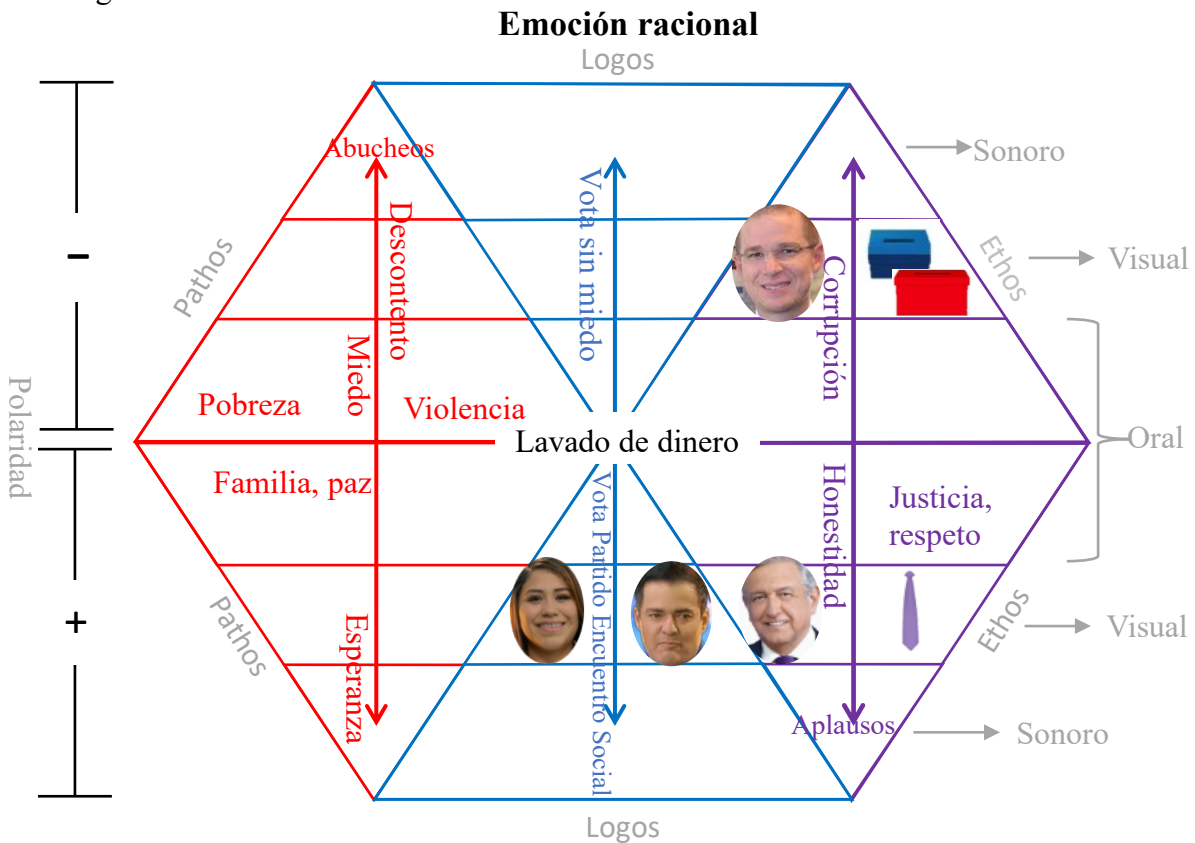 Emoción racional
Logos
Abucheos
Sonoro
Descontento
Vota sin miedo
Pathos
-
Corrupción
Ethos
Visual
Miedo
Pobreza
Violencia
Polaridad
Lavado de dinero
Oral
Familia, paz
Vota Partido Encuentro Social
Honestidad
Justicia,
respeto
Pathos
+
Esperanza
Ethos
Visual
Aplausos
Sonoro
Logos